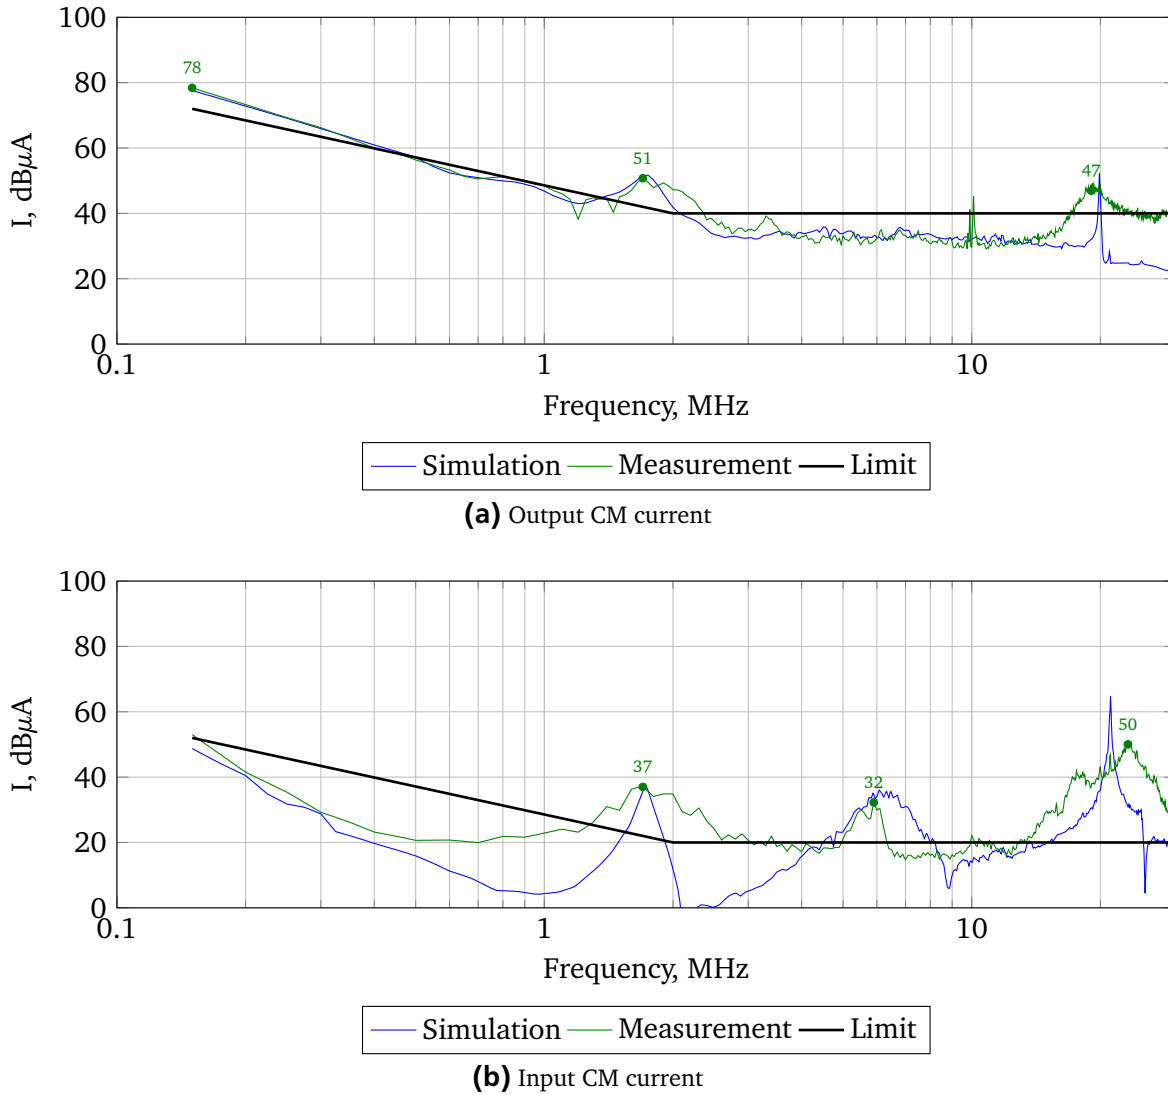 100
80
60
40
20
0
I, dBμA
78
51
47
0.1 1 10
Frequency, MHz
Simulation Measurement Limit
(a) Output CM current
100
80
60
40
20
0
I, dBμA
37
32
50
0.1 1 10
Frequency, MHz
Simulation Measurement Limit
(b) Input CM current